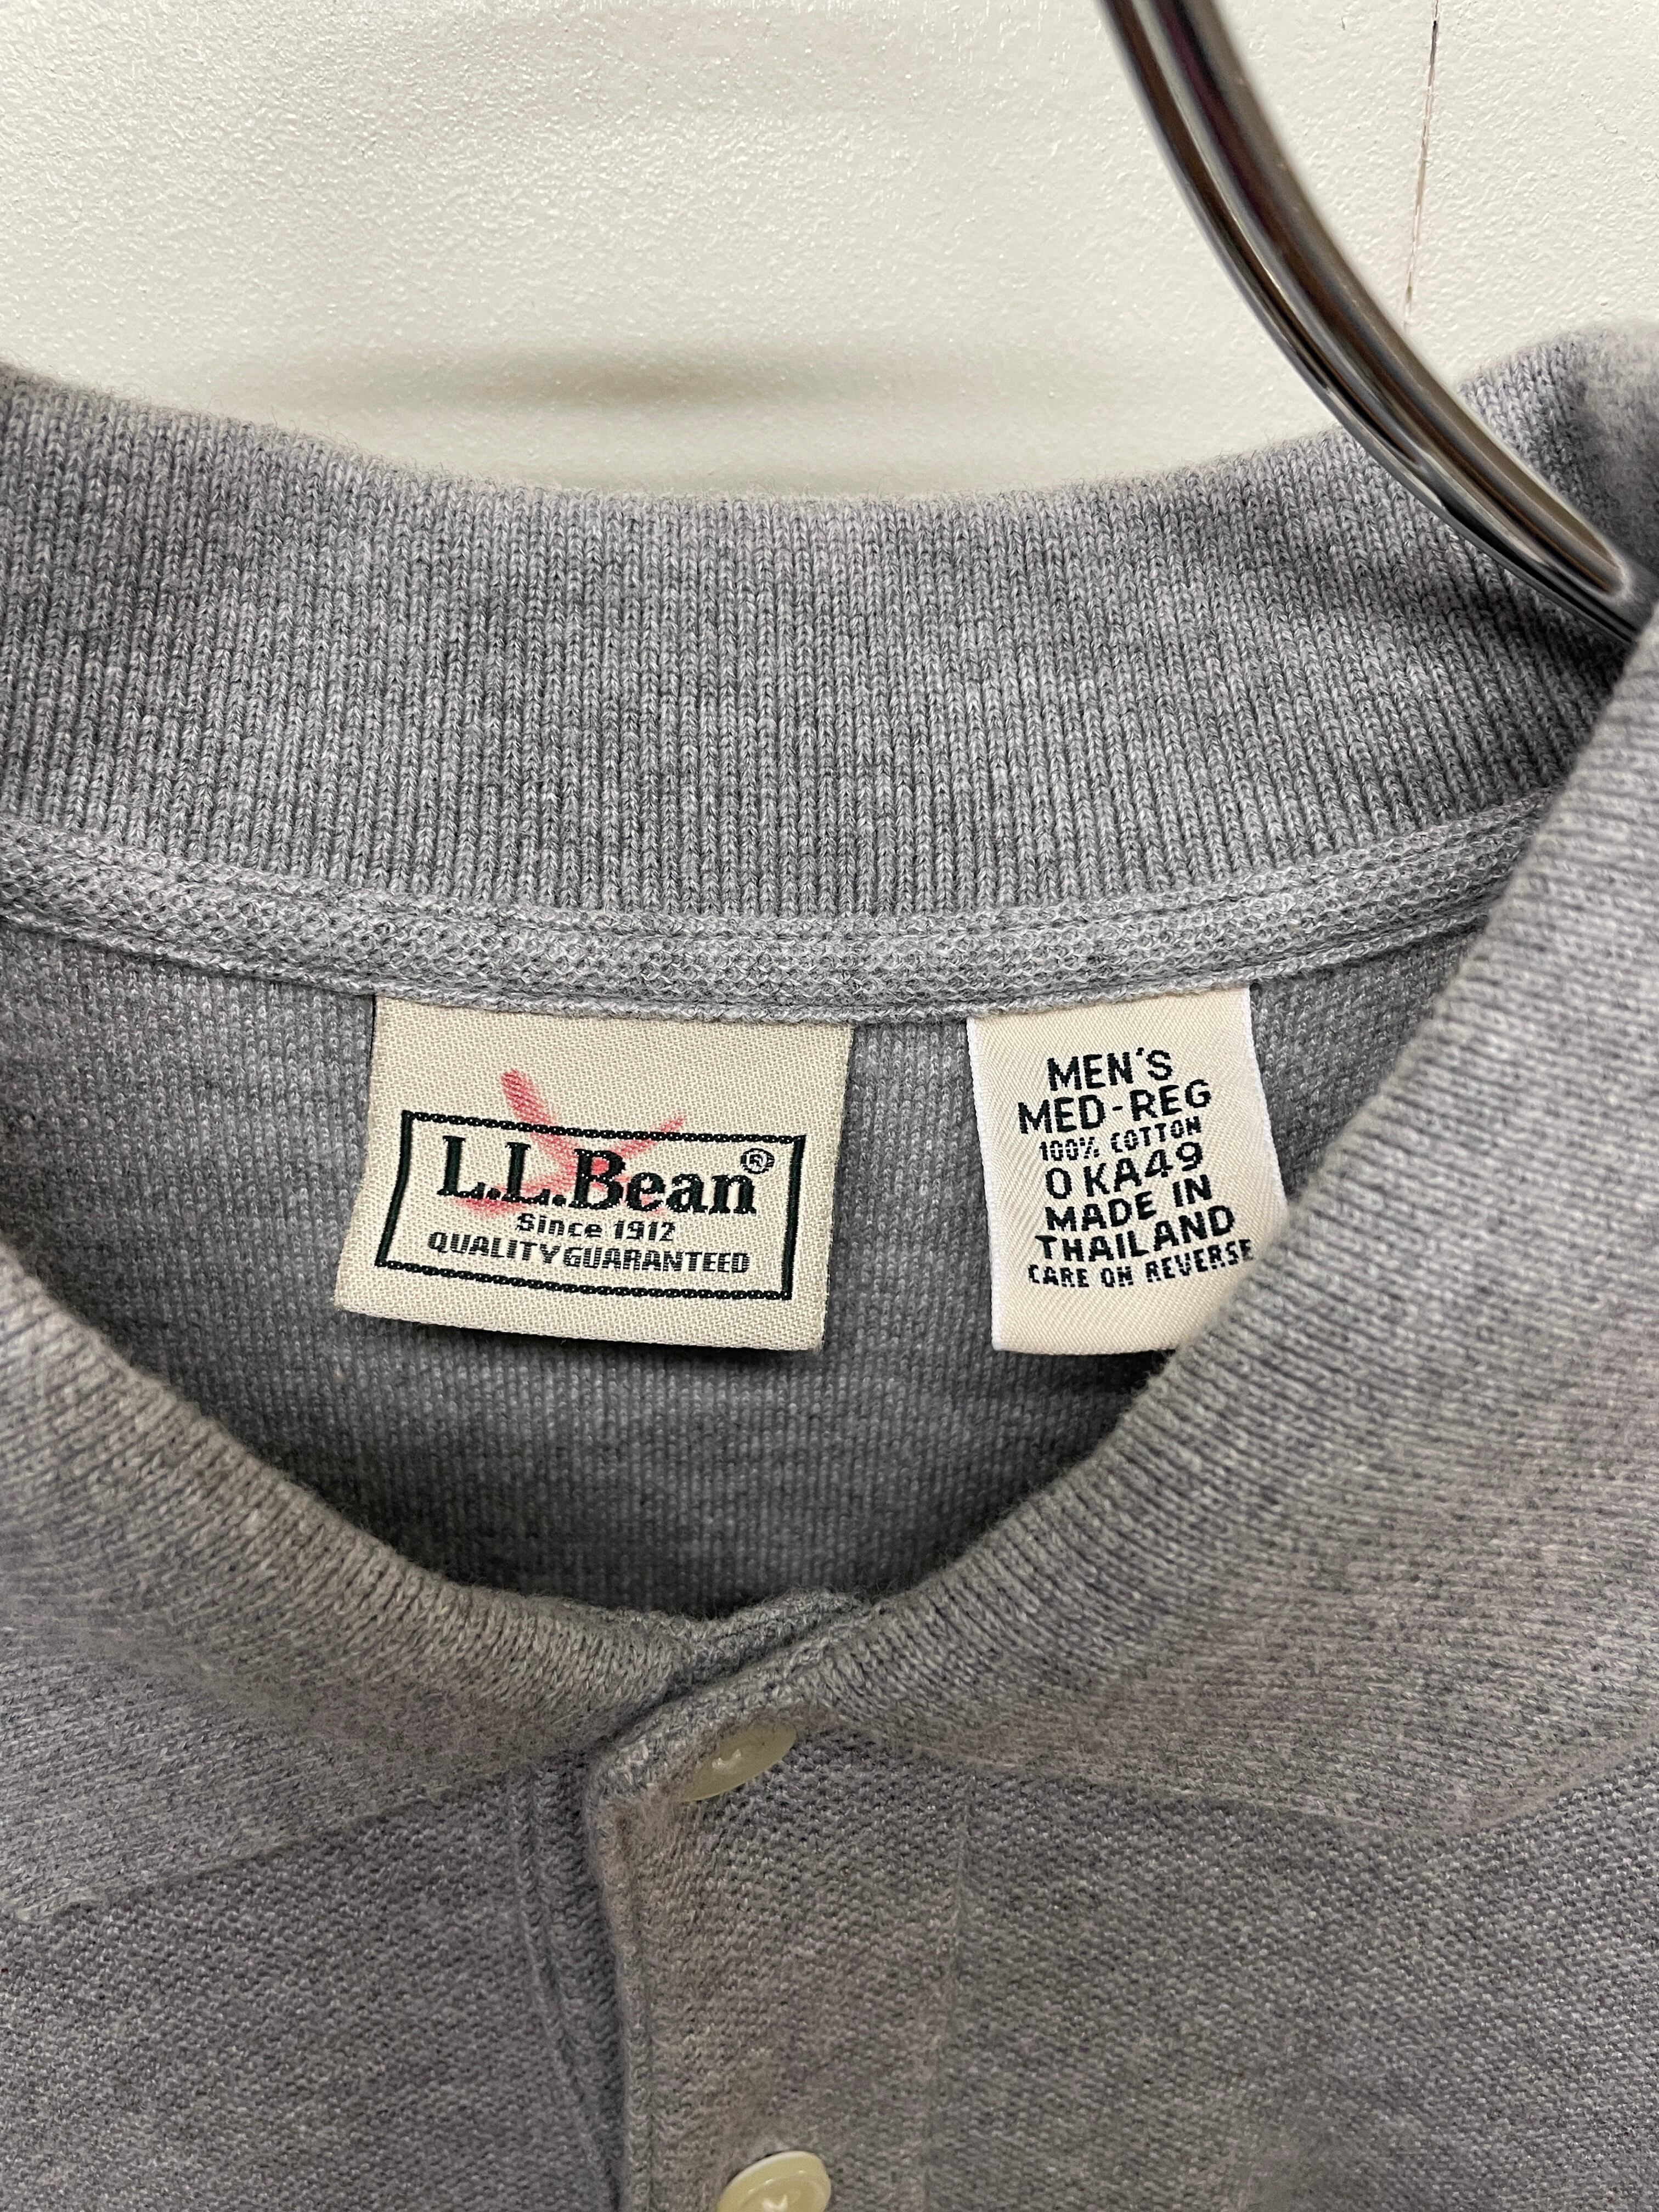 L.L.Bean®
Since 1912
QUALITY GUARANTEED
MEN'S
MED-REG
100% COTTON
0 KA49
MADE IN
THAILAND
CARE ON REVERSE